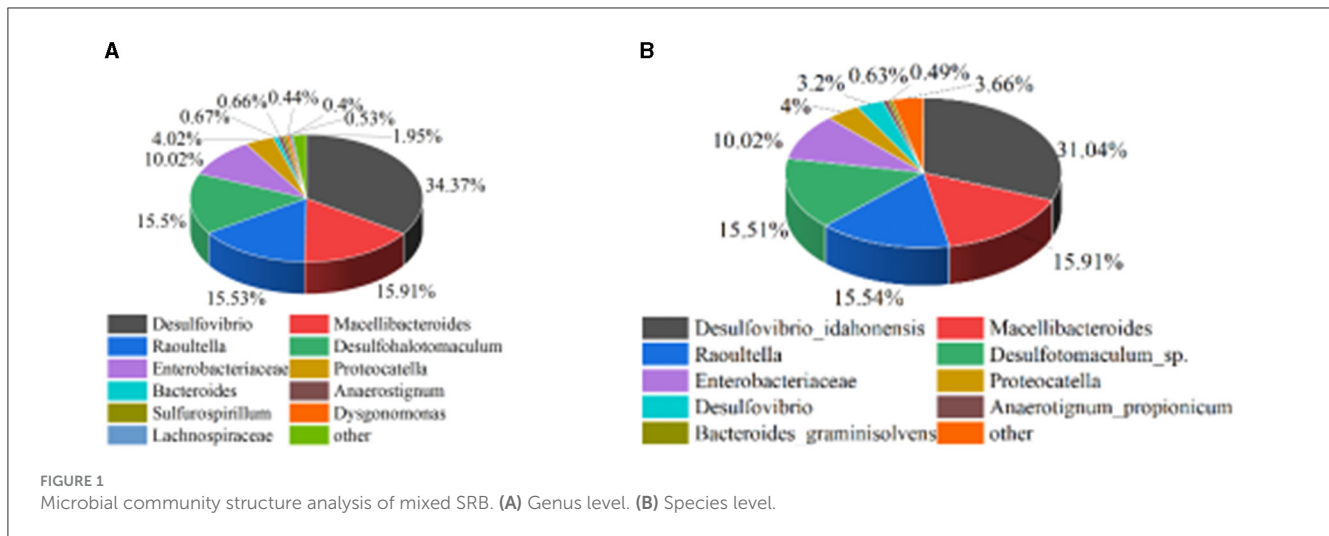 A
B
0.66% 0.44% 0.4%
0.67% 0.53%
4.02% 1.95%
10.02%
34.37%
15.5%
15.53% 15.91%
Desulfovibrio Macellibacteroides
Raoultella Desulfohalotomaculum
Enterobacteriaceae Proteocatella
Bacteroides Anaerostignum
Sulfurospirillum Dysgonomonas
Lachnospiraceae other
3.2% 0.63% 0.49% 3.66%
4%
10.02%
31.04%
15.51%
15.91%
15.54%
Desulfovibrio_idahonensis Macellibacteroides
Raoultella Desulfotomaculum_sp.
Enterobacteriaceae Proteocatella
Desulfovibrio Anaerotignum_propionicum
Bacteroides_graminisolvens other
FIGURE 1
Microbial community structure analysis of mixed SRB. (A) Genus level. (B) Species level.